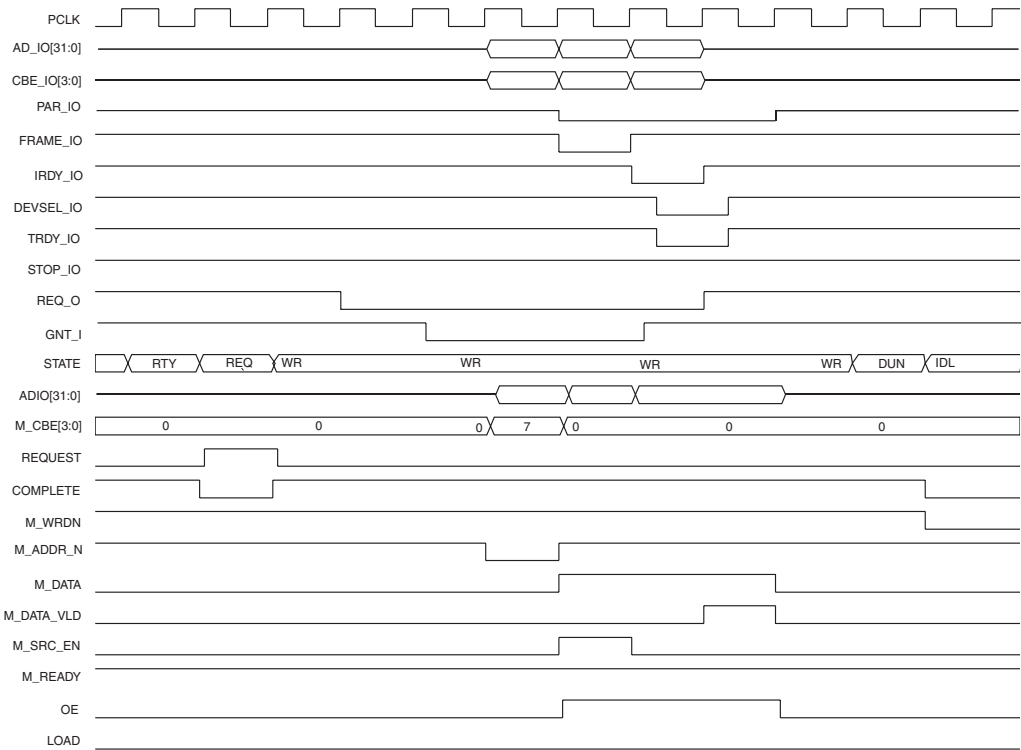 PCLK
AD_IO[31:0]
CBE_IO[3:0]
PAR_IO
FRAME_IO
IRDY_IO
DEVSEL_IO
TRDY_IO
STOP_IO
REQ_O
GNT_I
STATE RTY REQ WR WR WR WR DUN IDL
ADIO[31:0]
M_CBE[3:0] 0 0 0 7 0 0 0
REQUEST
COMPLETE
M_WRDN
M_ADDR_N
M_DATA
M_DATA_VLD
M_SRC_EN
M_READY
OE
LOAD